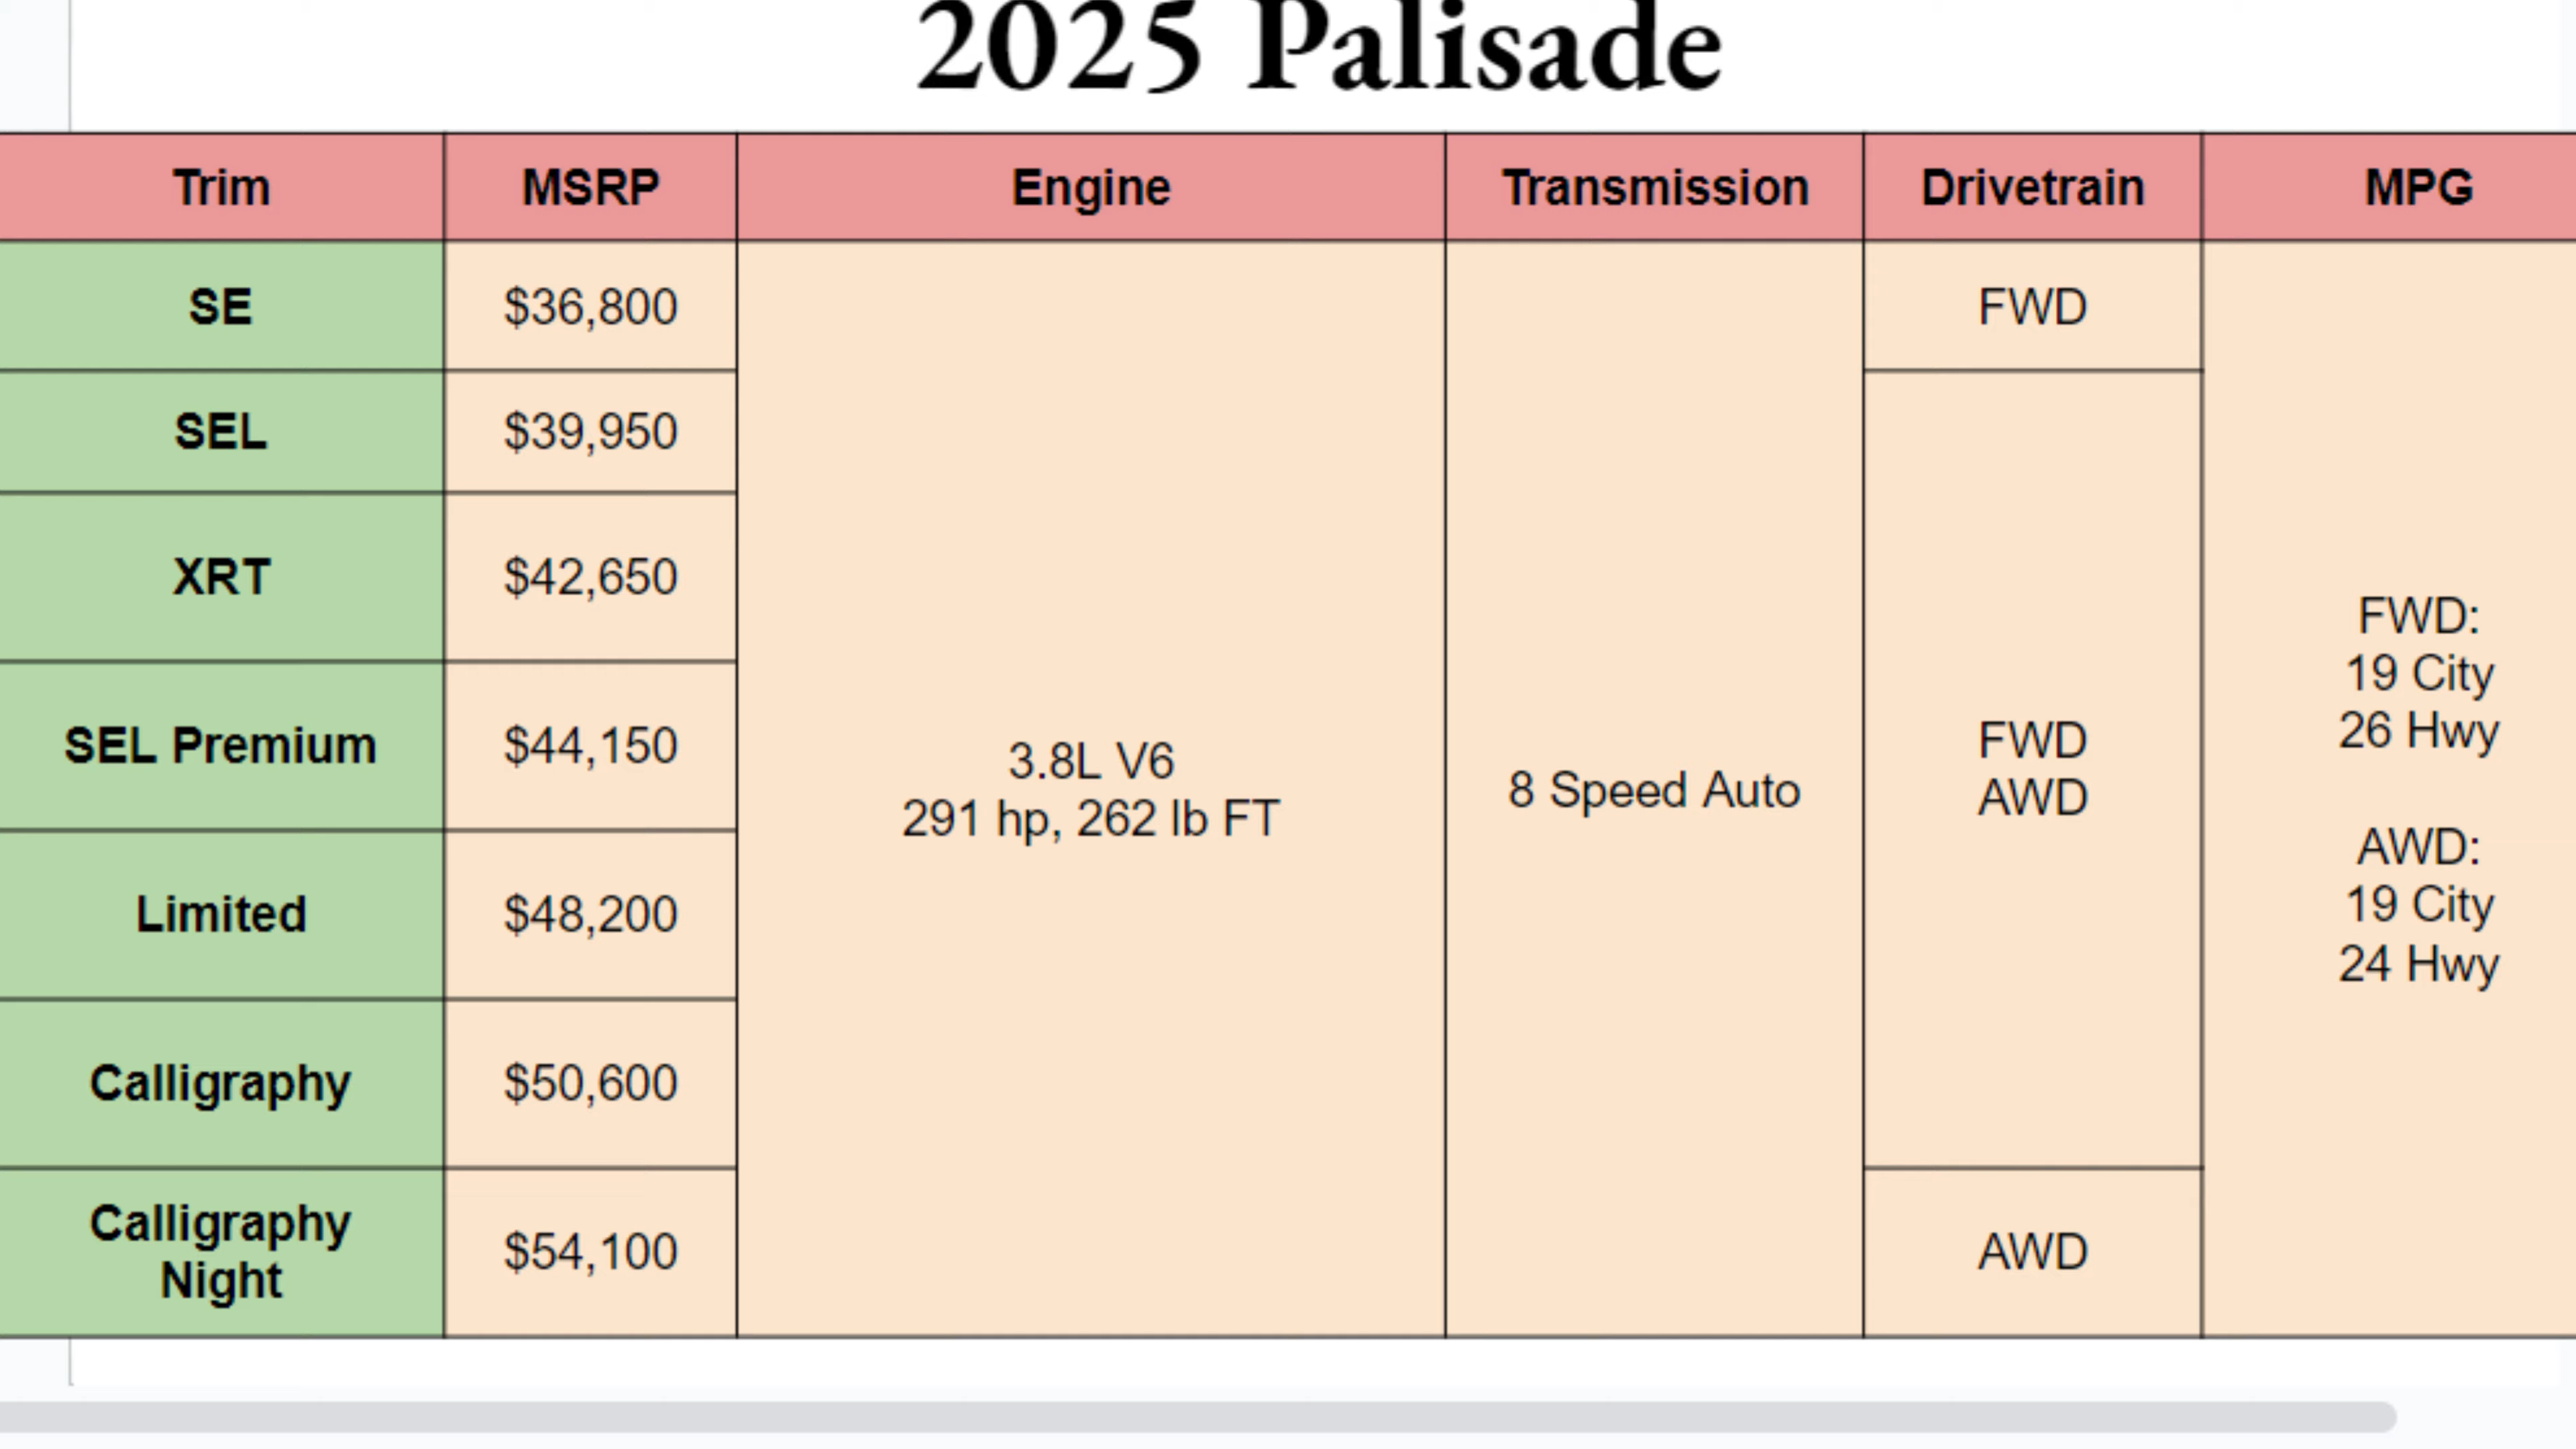 2025 Palisade
Trim MSRP Engine Transmission Drivetrain MPG
SE $36,800 FWD
SEL $39,950
XRT $42,650
SEL Premium $44,150
Limited $48,200
Calligraphy $50,600
Calligraphy
Night
$54,100
3.8L V6
291 hp, 262 lb FT
8 Speed Auto
FWD
AWD
AWD
FWD:
19 City
26 Hwy
AWD:
19 City
24 Hwy